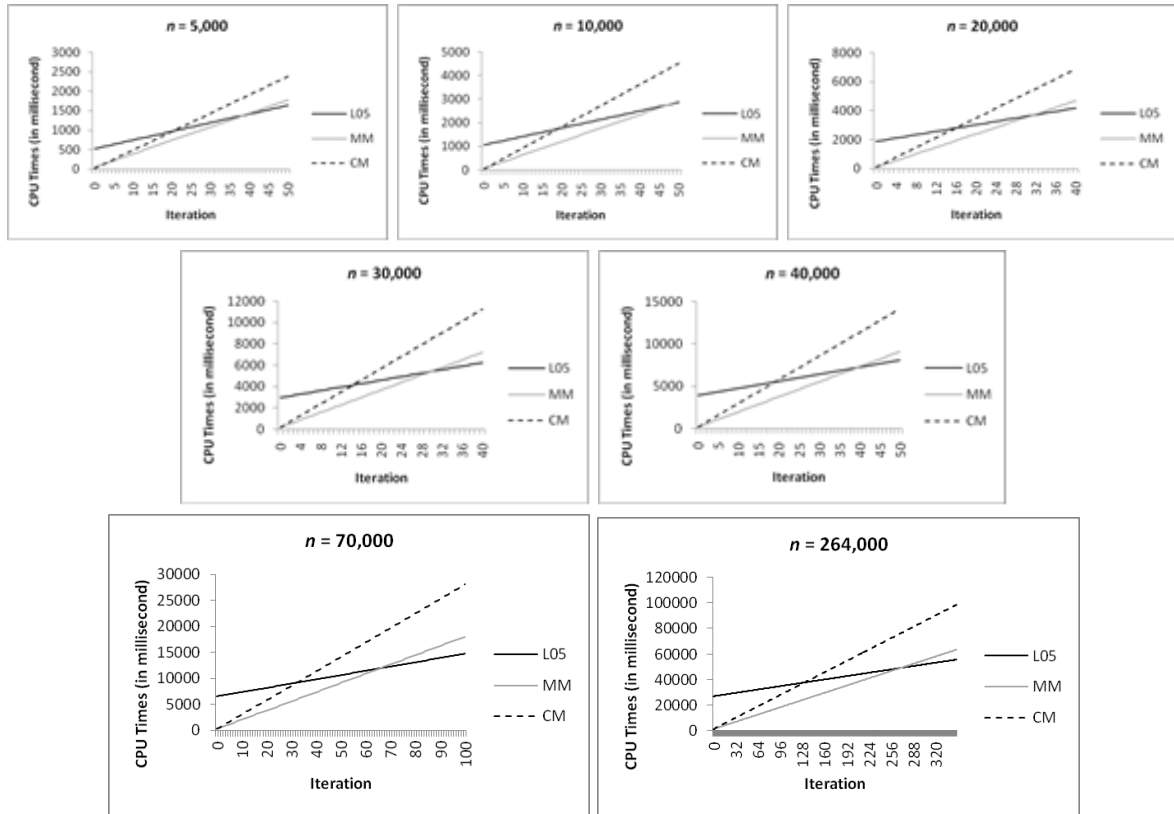 n = 5,000
CPU Times (in millisecond)
3000
2500
2000
1500
1000
500
0
0 5 10 15 20 25 30 35 40 45 50
Iteration
L05
MM
CM
n = 10,000
CPU Times (in millisecond)
5000
4000
3000
2000
1000
0
0 5 10 15 20 25 30 35 40 45 50
Iteration
L05
MM
CM
n = 20,000
CPU Times (in millisecond)
8000
6000
4000
2000
0
0 4 8 12 16 20 24 28 32 36 40
Iteration
L05
MM
CM
n = 30,000
CPU Times (in millisecond)
12000
10000
8000
6000
4000
2000
0
0 4 8 12 16 20 24 28 32 36 40
Iteration
L05
MM
CM
n = 40,000
CPU Times (in millisecond)
15000
10000
5000
0
0 5 10 15 20 25 30 35 40 45 50
Iteration
L05
MM
CM
n = 70,000
CPU Times (in millisecond)
30000
25000
20000
15000
10000
5000
0
0 10 20 30 40 50 60 70 80 90 100
Iteration
L05
MM
CM
n = 264,000
CPU Times (in millisecond)
120000
100000
80000
60000
40000
20000
0
0 32 64 96 128 160 192 224 256 288 320
Iteration
L05
MM
CM